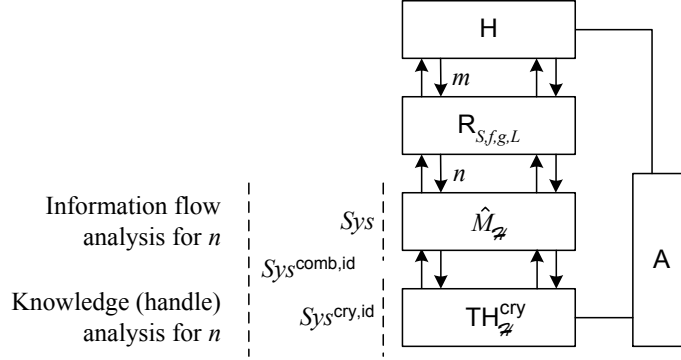 H
m
R_{S,f,g,L}
n
Information flow
analysis for n
Sys
M̂_ℋ
Sys^{comb,id}
A
Knowledge (handle)
analysis for n
Sys^{cry,id}
TH_ℋ^{cry}